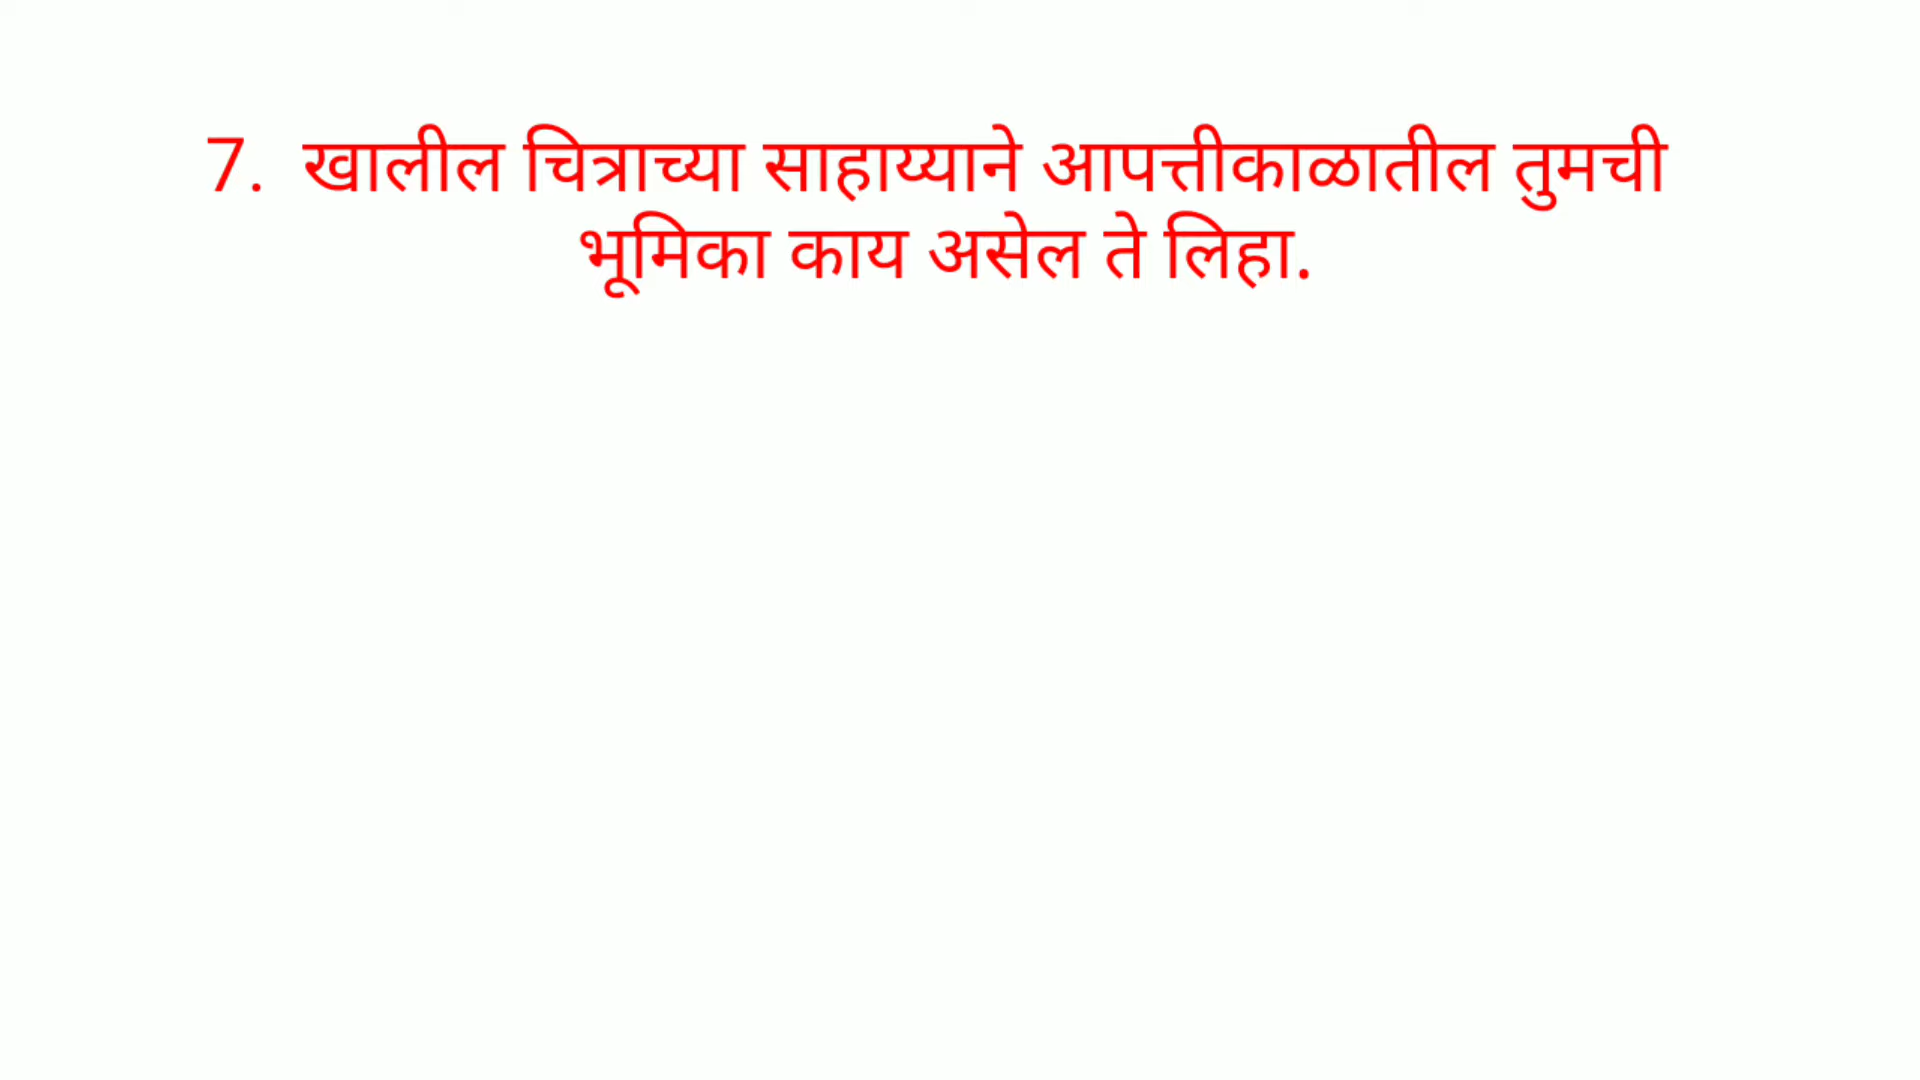 7. खालील चित्राच्या साहाय्याने आपत्तीकाळातील तुमची
भूमिका काय असेल ते लिहा.